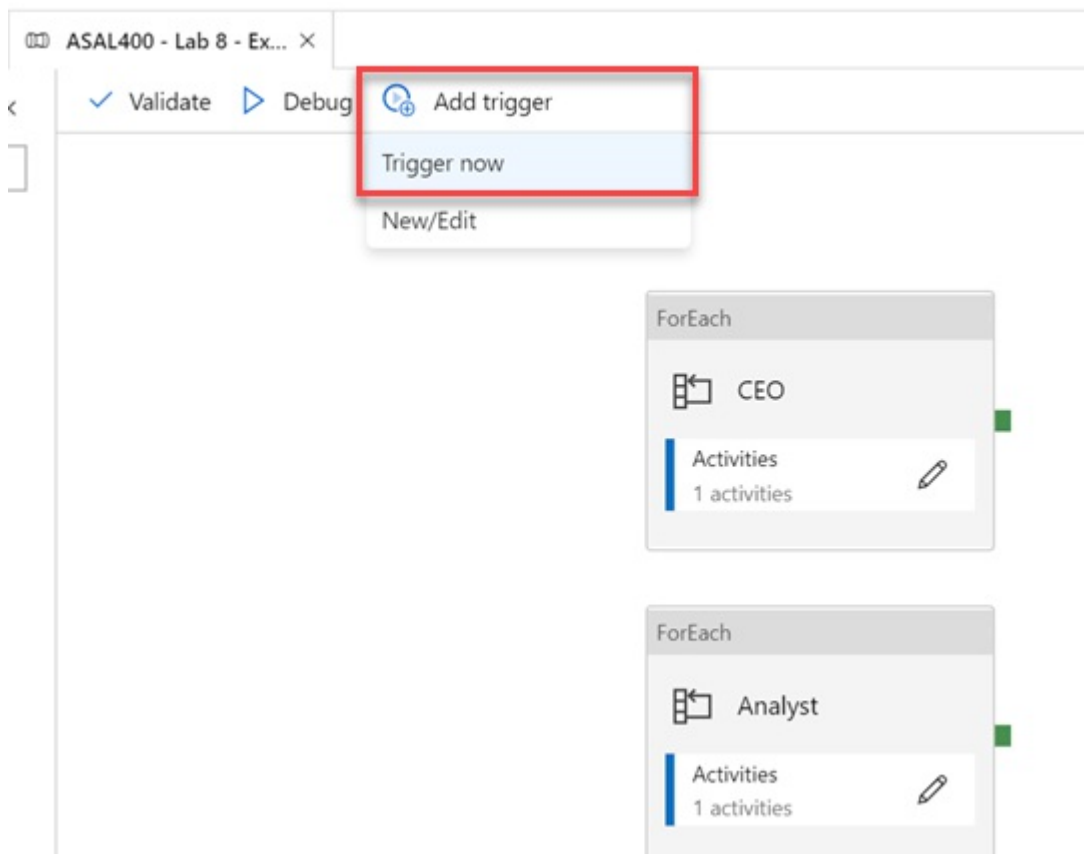 ASAL400 - Lab 8 - Ex...
Validate Debug Add trigger
Trigger now
New/Edit
ForEach
CEO
Activities
1 activities
ForEach
Analyst
Activities
1 activities